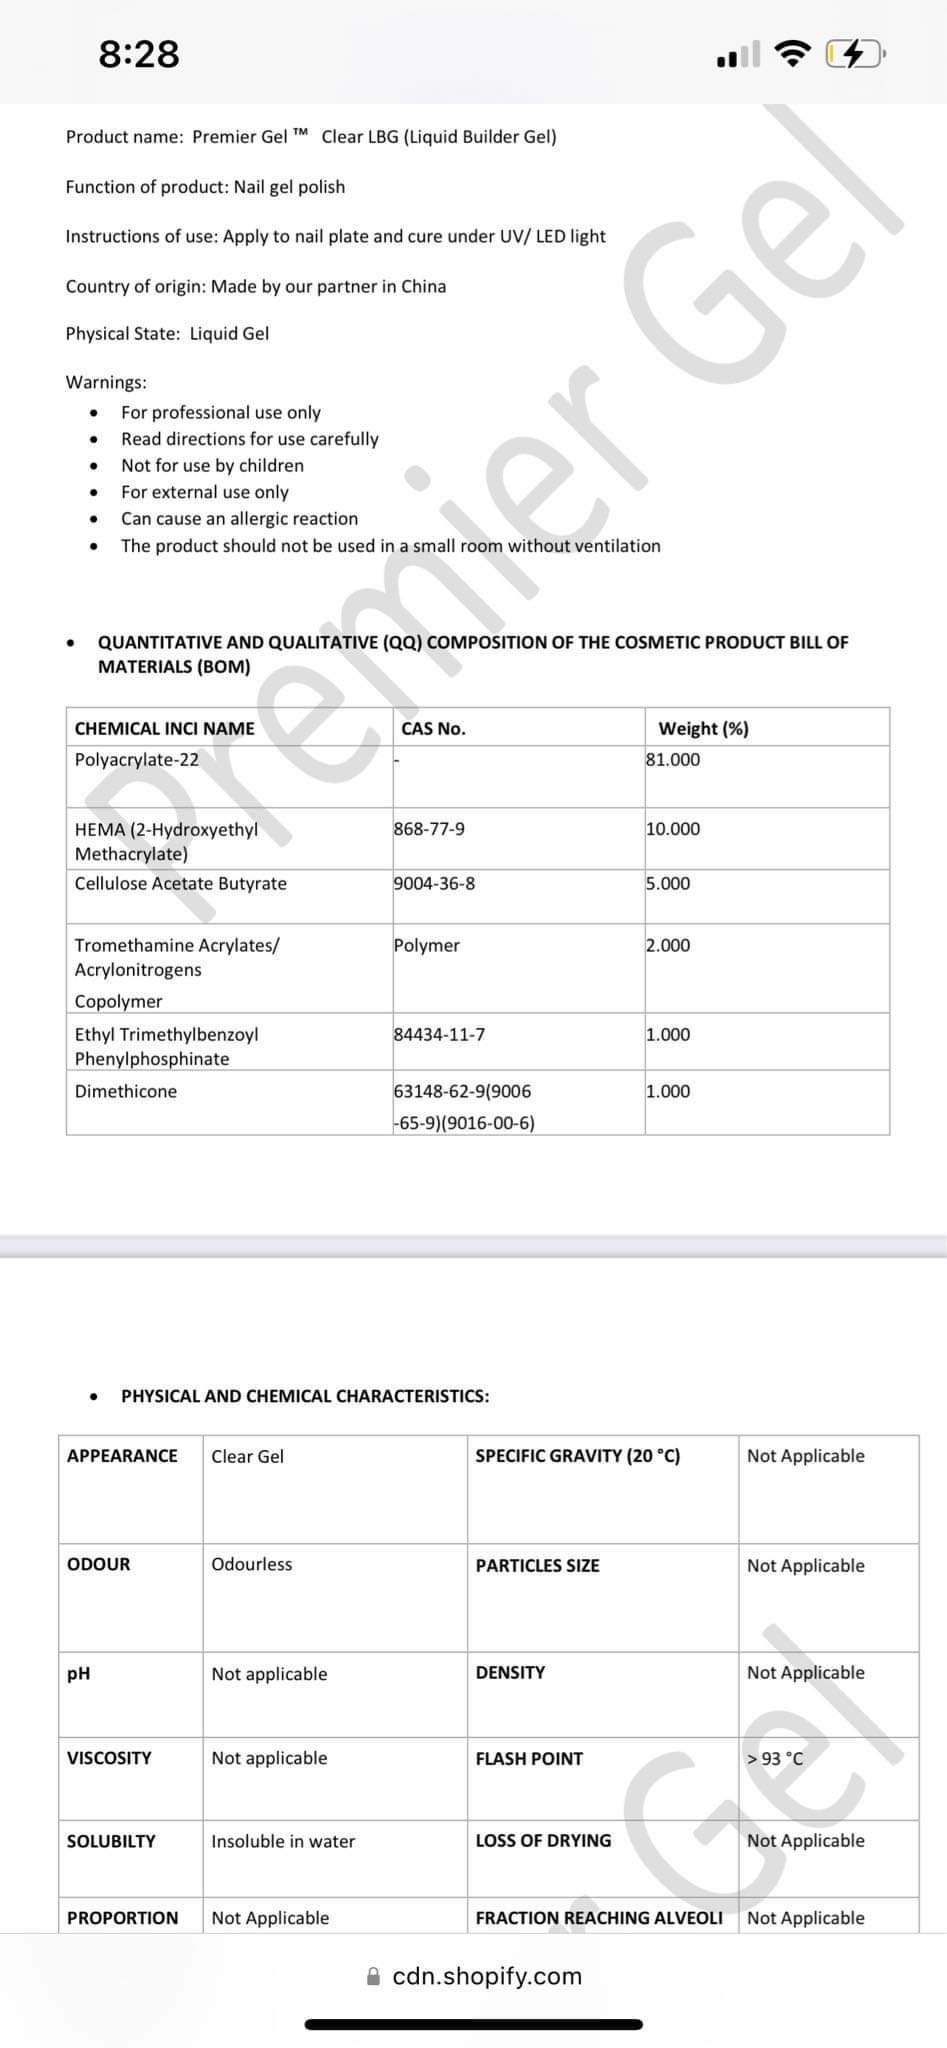 8:28
Product name: Premier Gel ™ Clear LBG (Liquid Builder Gel)
Function of product: Nail gel polish
Instructions of use: Apply to nail plate and cure under UV/ LED light
Country of origin: Made by our partner in China
Physical State: Liquid Gel
Warnings:
• For professional use only
• Read directions for use carefully
• Not for use by children
• For external use only
• Can cause an allergic reaction
• The product should not be used in a small room without ventilation
• QUANTITATIVE AND QUALITATIVE (QQ) COMPOSITION OF THE COSMETIC PRODUCT BILL OF
MATERIALS (BOM)
CHEMICAL INCI NAME CAS No. Weight (%)
Polyacrylate-22 - 81.000
HEMA (2-Hydroxyethyl 868-77-9 10.000
Methacrylate)
Cellulose Acetate Butyrate 9004-36-8 5.000
Tromethamine Acrylates/ Polymer 2.000
Acrylonitrogens
Copolymer
Ethyl Trimethylbenzoyl 84434-11-7 1.000
Phenylphosphinate
Dimethicone 63148-62-9(9006 1.000
-65-9)(9016-00-6)
Premier Gel
• PHYSICAL AND CHEMICAL CHARACTERISTICS:
APPEARANCE Clear Gel SPECIFIC GRAVITY (20 °C) Not Applicable
ODOUR Odourless PARTICLES SIZE Not Applicable
pH Not applicable DENSITY Not Applicable
VISCOSITY Not applicable FLASH POINT > 93 °C
SOLUBILTY Insoluble in water LOSS OF DRYING Not Applicable
PROPORTION Not Applicable FRACTION REACHING ALVEOLI Not Applicable
r Gel
cdn.shopify.com